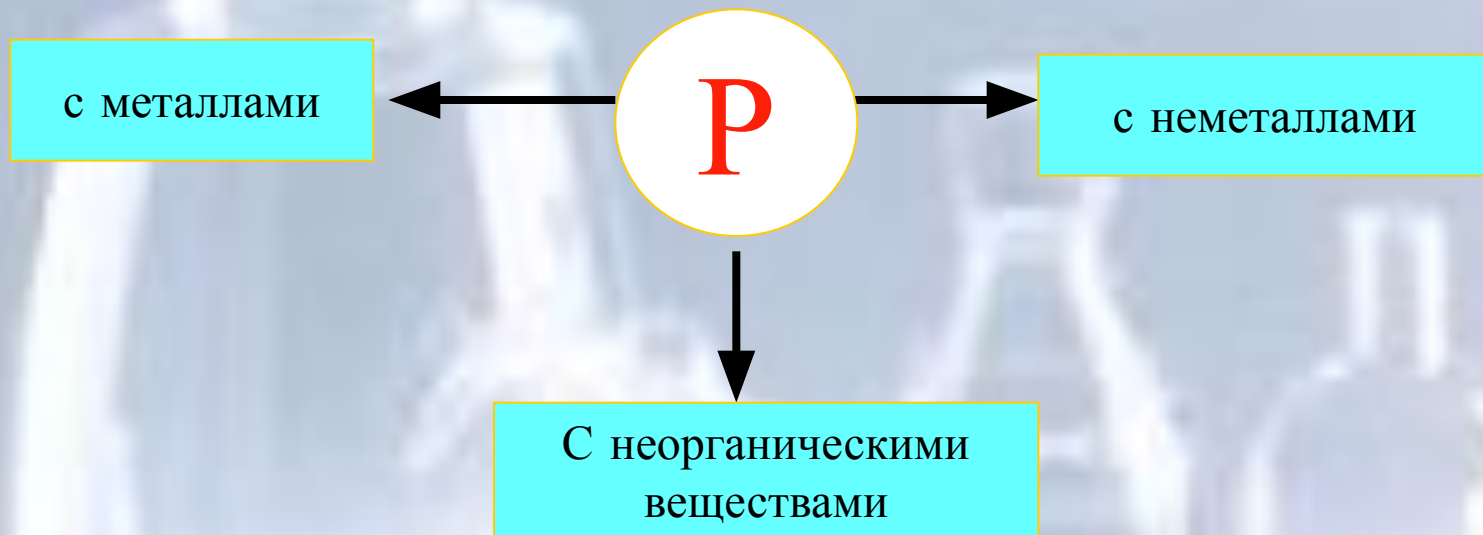 с металлами
P
с неметаллами
С неорганическими
веществами